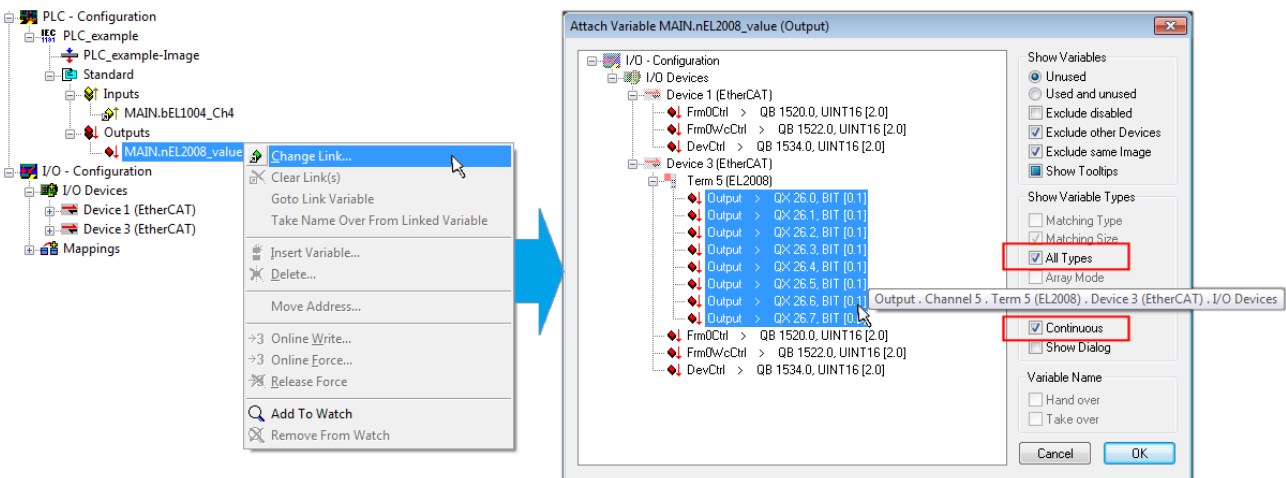 PLC - Configuration
IEC 1131 PLC_example
PLC_example-Image
Standard
Inputs
MAIN.bEL1004_Ch4
Outputs
MAIN.nEL2008_value
I/O - Configuration
I/O Devices
Device 1 (EtherCAT)
Device 3 (EtherCAT)
Mappings
Change Link...
Clear Link(s)
Goto Link Variable
Take Name Over From Linked Variable
Insert Variable...
Delete...
Move Address...
→3 Online Write...
→3 Online Force...
Release Force
Add To Watch
Remove From Watch
Attach Variable MAIN.nEL2008_value (Output)
I/O - Configuration
I/O Devices
Device 1 (EtherCAT)
Frm0Ctrl > QB 1520.0, UINT16 [2.0]
Frm0WcCtrl > QB 1522.0, UINT16 [2.0]
DevCtrl > QB 1534.0, UINT16 [2.0]
Device 3 (EtherCAT)
Term 5 (EL2008)
Output > QX 26.0, BIT [0.1]
Output > QX 26.1, BIT [0.1]
Output > QX 26.2, BIT [0.1]
Output > QX 26.3, BIT [0.1]
Output > QX 26.4, BIT [0.1]
Output > QX 26.5, BIT [0.1]
Output > QX 26.6, BIT [0.1]
Output > QX 26.7, BIT [0.1]
Output . Channel 5 . Term 5 (EL2008) . Device 3 (EtherCAT) . I/O Devices
Frm0Ctrl > QB 1520.0, UINT16 [2.0]
Frm0WcCtrl > QB 1522.0, UINT16 [2.0]
DevCtrl > QB 1534.0, UINT16 [2.0]
Show Variables
Unused
Used and unused
Exclude disabled
Exclude other Devices
Exclude same Image
Show Tooltips
Show Variable Types
Matching Type
Matching Size
All Types
Array Mode
Continuous
Show Dialog
Variable Name
Hand over
Take over
Cancel
OK